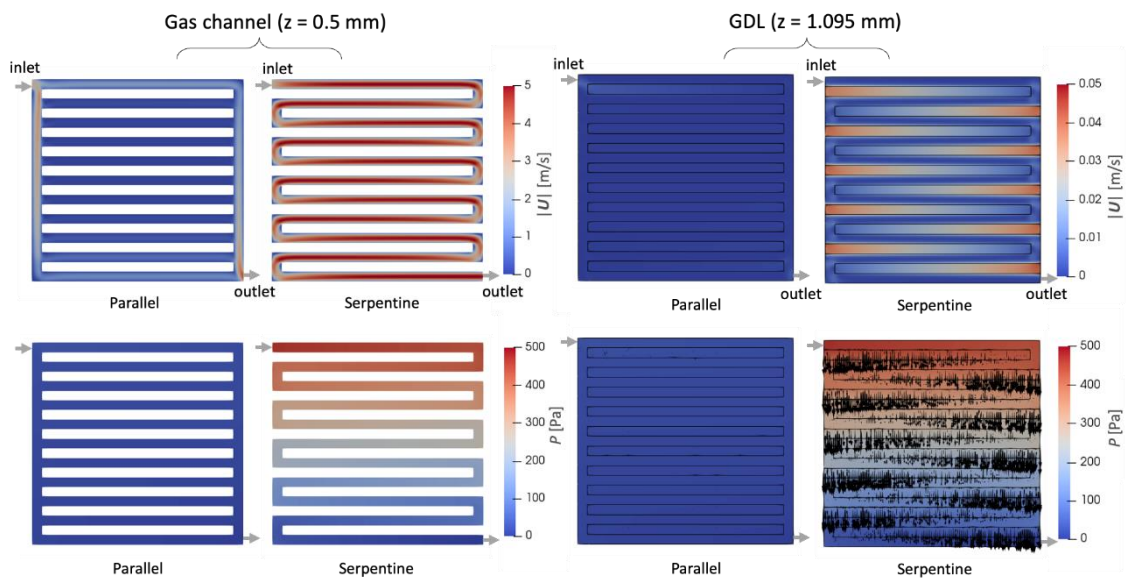 Gas channel (z = 0.5 mm)
GDL (z = 1.095 mm)
inlet
inlet
inlet
5
4
3
2
1
0
|U| [m/s]
0.05
0.04
0.03
0.02
0.01
0
|U| [m/s]
outlet
outlet
outlet
outlet
Parallel
Serpentine
Parallel
Serpentine
500
400
300
200
100
0
P [Pa]
500
400
300
200
100
0
P [Pa]
Parallel
Serpentine
Parallel
Serpentine